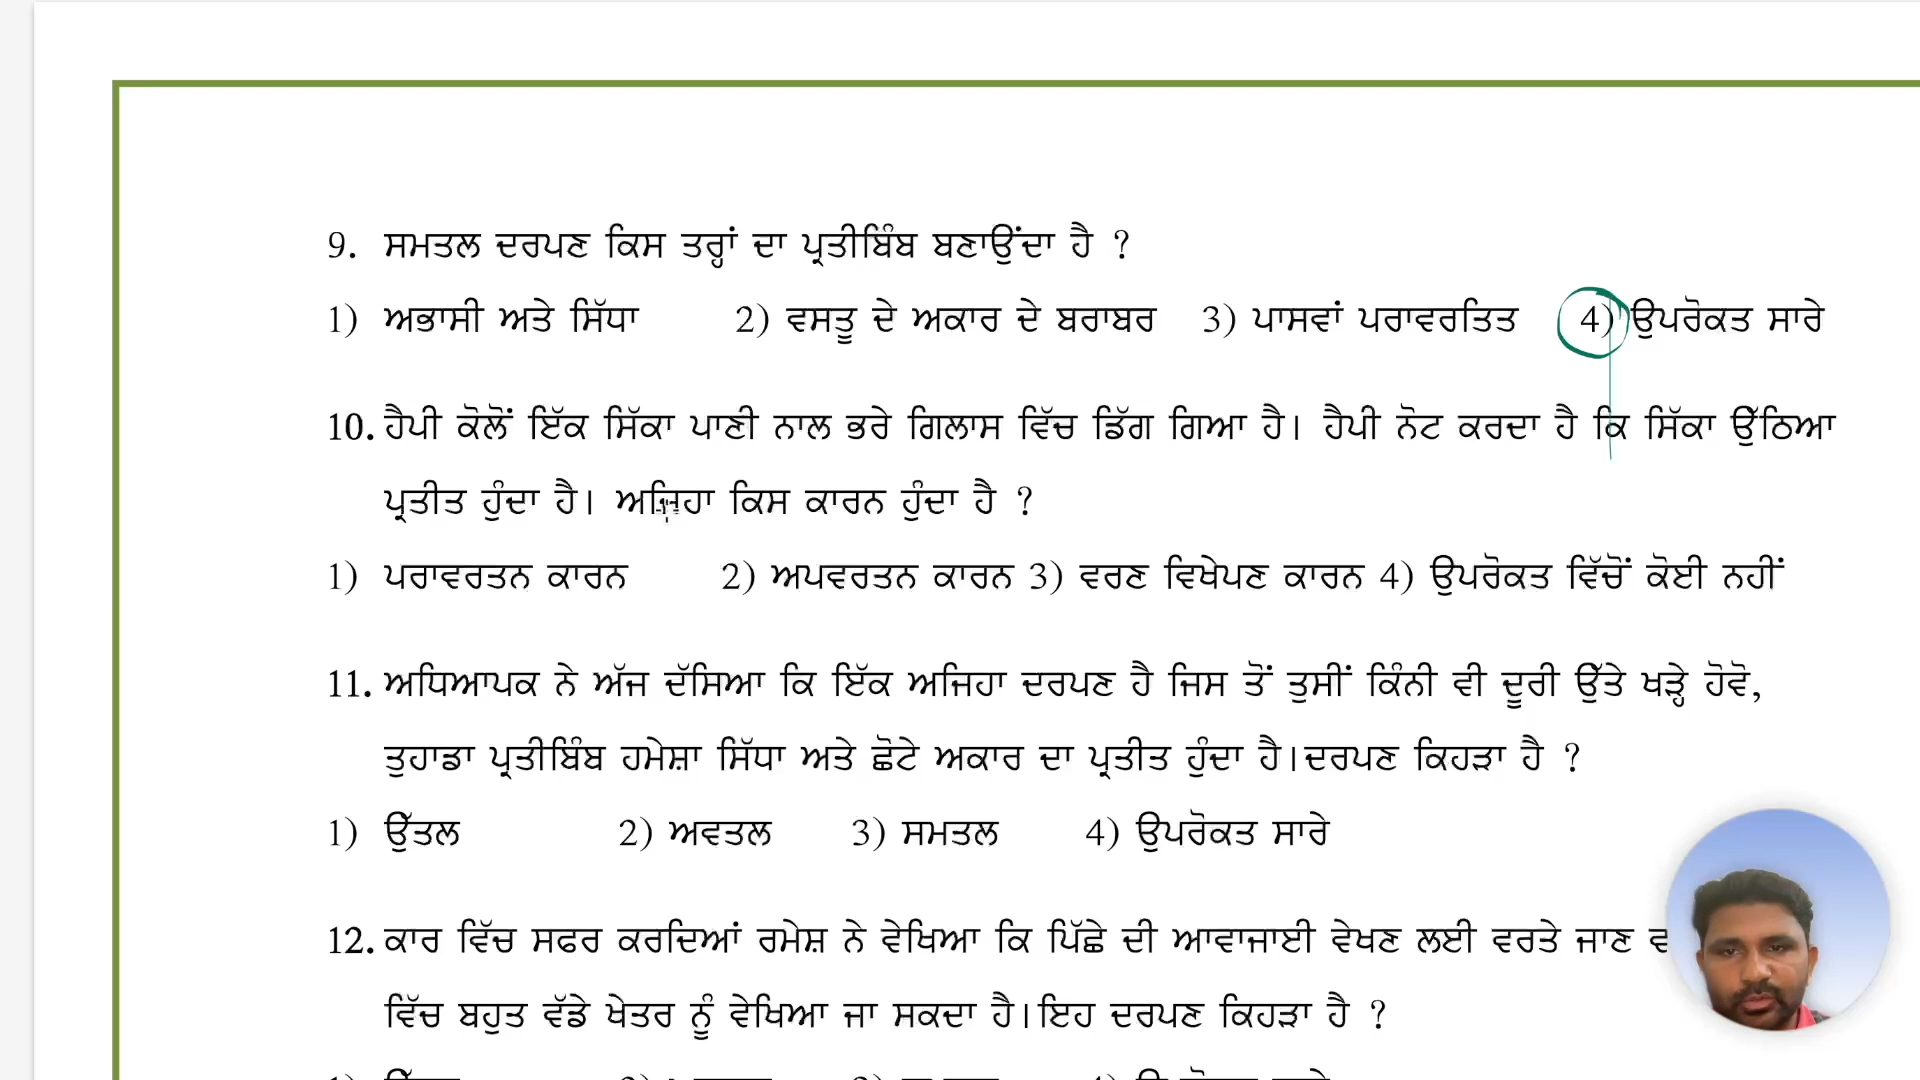 9. ਸਮਤਲ ਦਰਪਣ ਕਿਸ ਤਰ੍ਹਾਂ ਦਾ ਪ੍ਰਤੀਬਿੰਬ ਬਣਾਉਂਦਾ ਹੈ ?
1) ਅਭਾਸੀ ਅਤੇ ਸਿੱਧਾ 2) ਵਸਤੂ ਦੇ ਅਕਾਰ ਦੇ ਬਰਾਬਰ 3) ਪਾਸਵਾਂ ਪਰਾਵਰਤਿਤ 4) ਉਪਰੋਕਤ ਸਾਰੇ
10. ਹੈਪੀ ਕੋਲੋਂ ਇੱਕ ਸਿੱਕਾ ਪਾਣੀ ਨਾਲ ਭਰੇ ਗਿਲਾਸ ਵਿੱਚ ਡਿੱਗ ਗਿਆ ਹੈ। ਹੈਪੀ ਨੋਟ ਕਰਦਾ ਹੈ ਕਿ ਸਿੱਕਾ ਉੱਠਿਆ
ਪ੍ਰਤੀਤ ਹੁੰਦਾ ਹੈ। ਅਜਿਹਾ ਕਿਸ ਕਾਰਨ ਹੁੰਦਾ ਹੈ ?
1) ਪਰਾਵਰਤਨ ਕਾਰਨ 2) ਅਪਵਰਤਨ ਕਾਰਨ 3) ਵਰਣ ਵਿਖੇਪਣ ਕਾਰਨ 4) ਉਪਰੋਕਤ ਵਿੱਚੋਂ ਕੋਈ ਨਹੀਂ
11. ਅਧਿਆਪਕ ਨੇ ਅੱਜ ਦੱਸਿਆ ਕਿ ਇੱਕ ਅਜਿਹਾ ਦਰਪਣ ਹੈ ਜਿਸ ਤੋਂ ਤੁਸੀਂ ਕਿੰਨੀ ਵੀ ਦੂਰੀ ਉੱਤੇ ਖੜ੍ਹੇ ਹੋਵੋ,
ਤੁਹਾਡਾ ਪ੍ਰਤੀਬਿੰਬ ਹਮੇਸ਼ਾ ਸਿੱਧਾ ਅਤੇ ਛੋਟੇ ਅਕਾਰ ਦਾ ਪ੍ਰਤੀਤ ਹੁੰਦਾ ਹੈ।ਦਰਪਣ ਕਿਹੜਾ ਹੈ ?
1) ਉੱਤਲ 2) ਅਵਤਲ 3) ਸਮਤਲ 4) ਉਪਰੋਕਤ ਸਾਰੇ
12. ਕਾਰ ਵਿੱਚ ਸਫਰ ਕਰਦਿਆਂ ਰਮੇਸ਼ ਨੇ ਵੇਖਿਆ ਕਿ ਪਿੱਛੇ ਦੀ ਆਵਾਜਾਈ ਵੇਖਣ ਲਈ ਵਰਤੇ ਜਾਣ
ਵਿੱਚ ਬਹੁਤ ਵੱਡੇ ਖੇਤਰ ਨੂੰ ਵੇਖਿਆ ਜਾ ਸਕਦਾ ਹੈ।ਇਹ ਦਰਪਣ ਕਿਹੜਾ ਹੈ ?